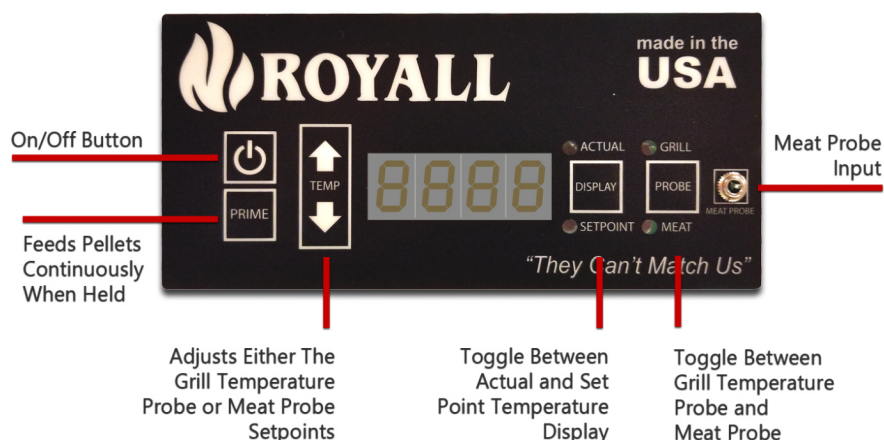 ROYALL
made in the
USA
On/Off Button
PRIME
Feeds Pellets
Continuously
When Held
TEMP
8888
ACTUAL
DISPLAY
SETPOINT
GRILL
PROBE
MEAT
MEAT PROBE
Meat Probe
Input
"They Can't Match Us"
Adjusts Either The
Grill Temperature
Probe or Meat Probe
Setpoints
Toggle Between
Actual and Set
Point Temperature
Display
Toggle Between
Grill Temperature
Probe and
Meat Probe